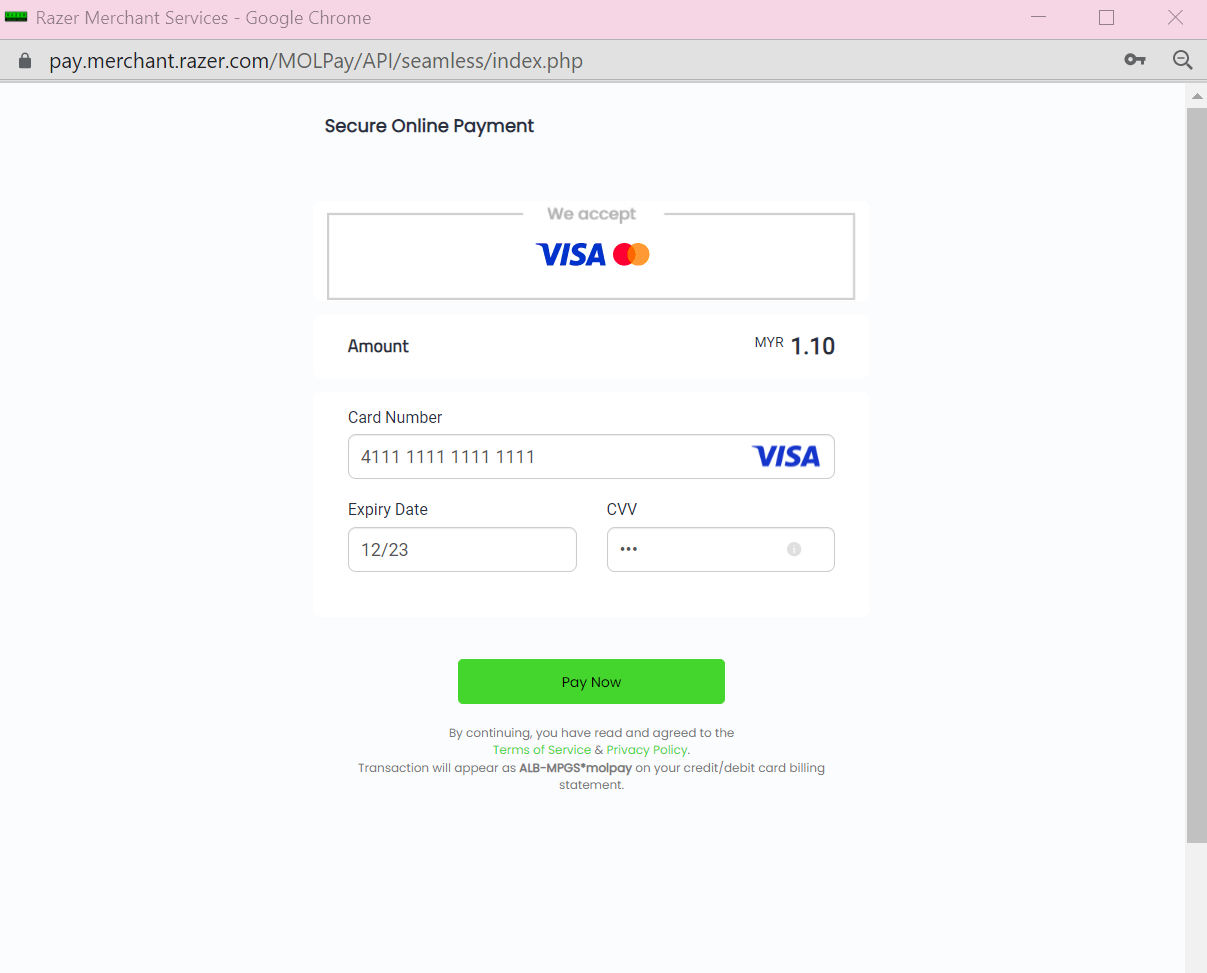 Razer Merchant Services - Google Chrome
pay.merchant.razer.com/MOLPay/API/seamless/index.php
Secure Online Payment
We accept
VISA
Amount
MYR 1.10
Card Number
4111 1111 1111 1111 VISA
Expiry Date CVV
12/23 •••
Pay Now
By continuing, you have read and agreed to the
Terms of Service & Privacy Policy.
Transaction will appear as ALB-MPGS*molpay on your credit/debit card billing
statement.